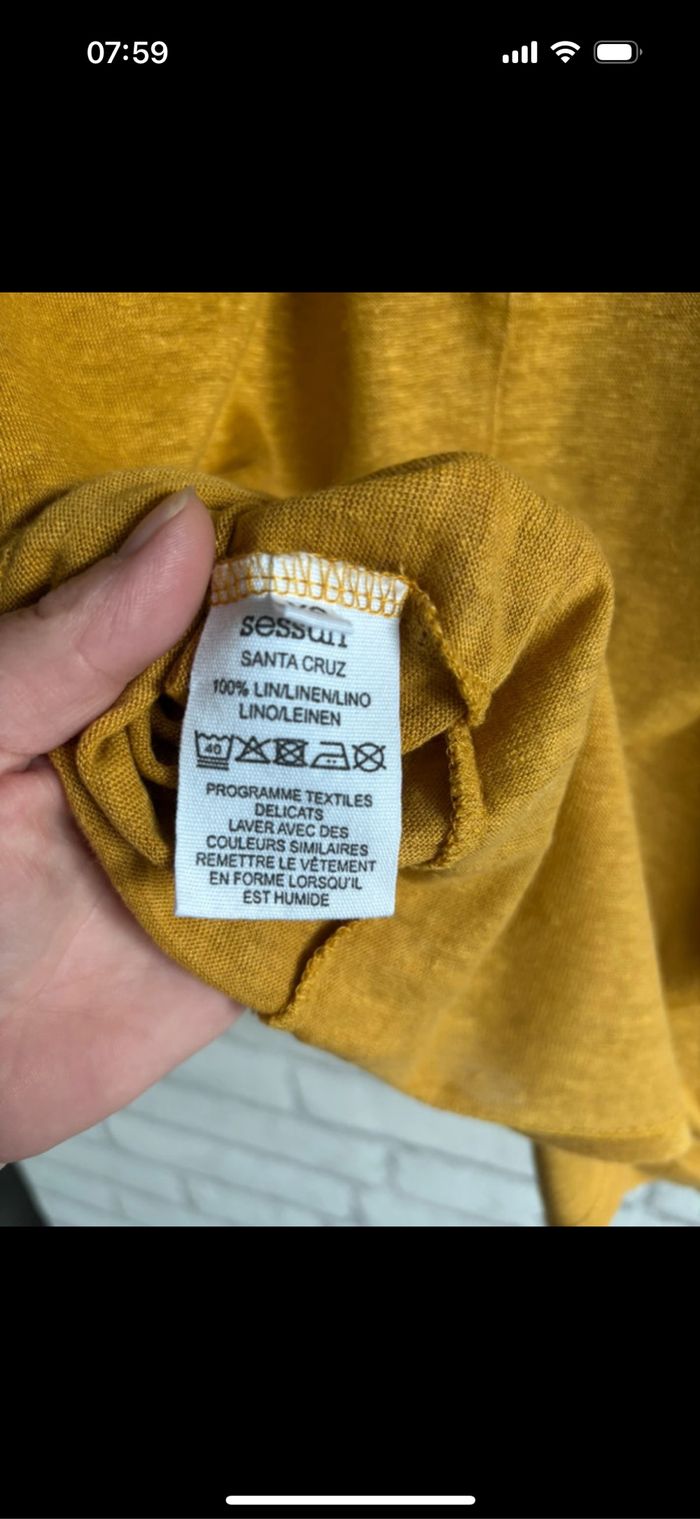 07:59
sessùn
SANTA CRUZ
100% LIN/LINEN/LINO
LINO/LEINEN
40
PROGRAMME TEXTILES
DELICATS
LAVER AVEC DES
COULEURS SIMILAIRES
REMETTRE LE VÊTEMENT
EN FORME LORSQU'IL
EST HUMIDE